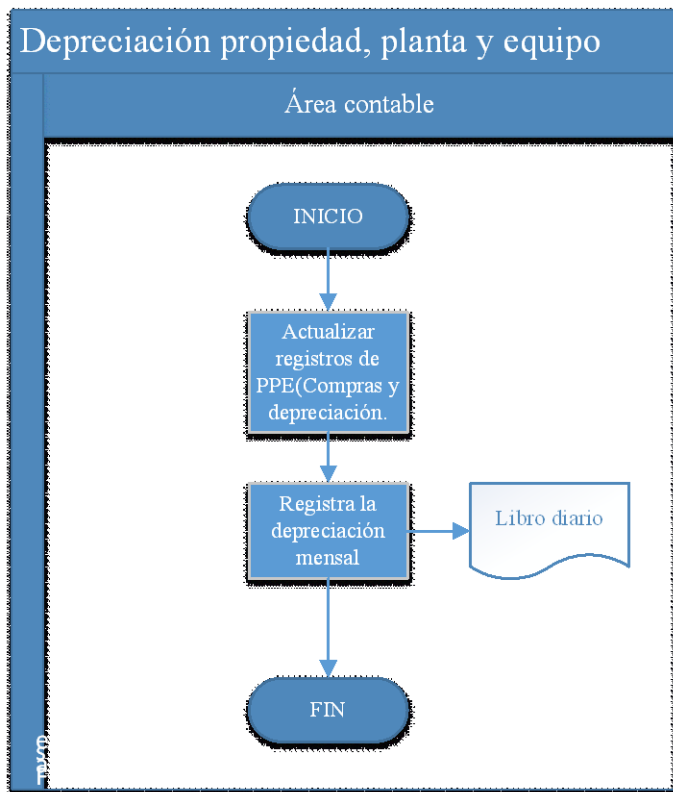 Depreciación propiedad, planta y equipo
Área contable
INICIO
Actualizar
registros de
PPE(Compras y
depreciación.
Registra la
depreciación
mensal
Libro diario
FIN